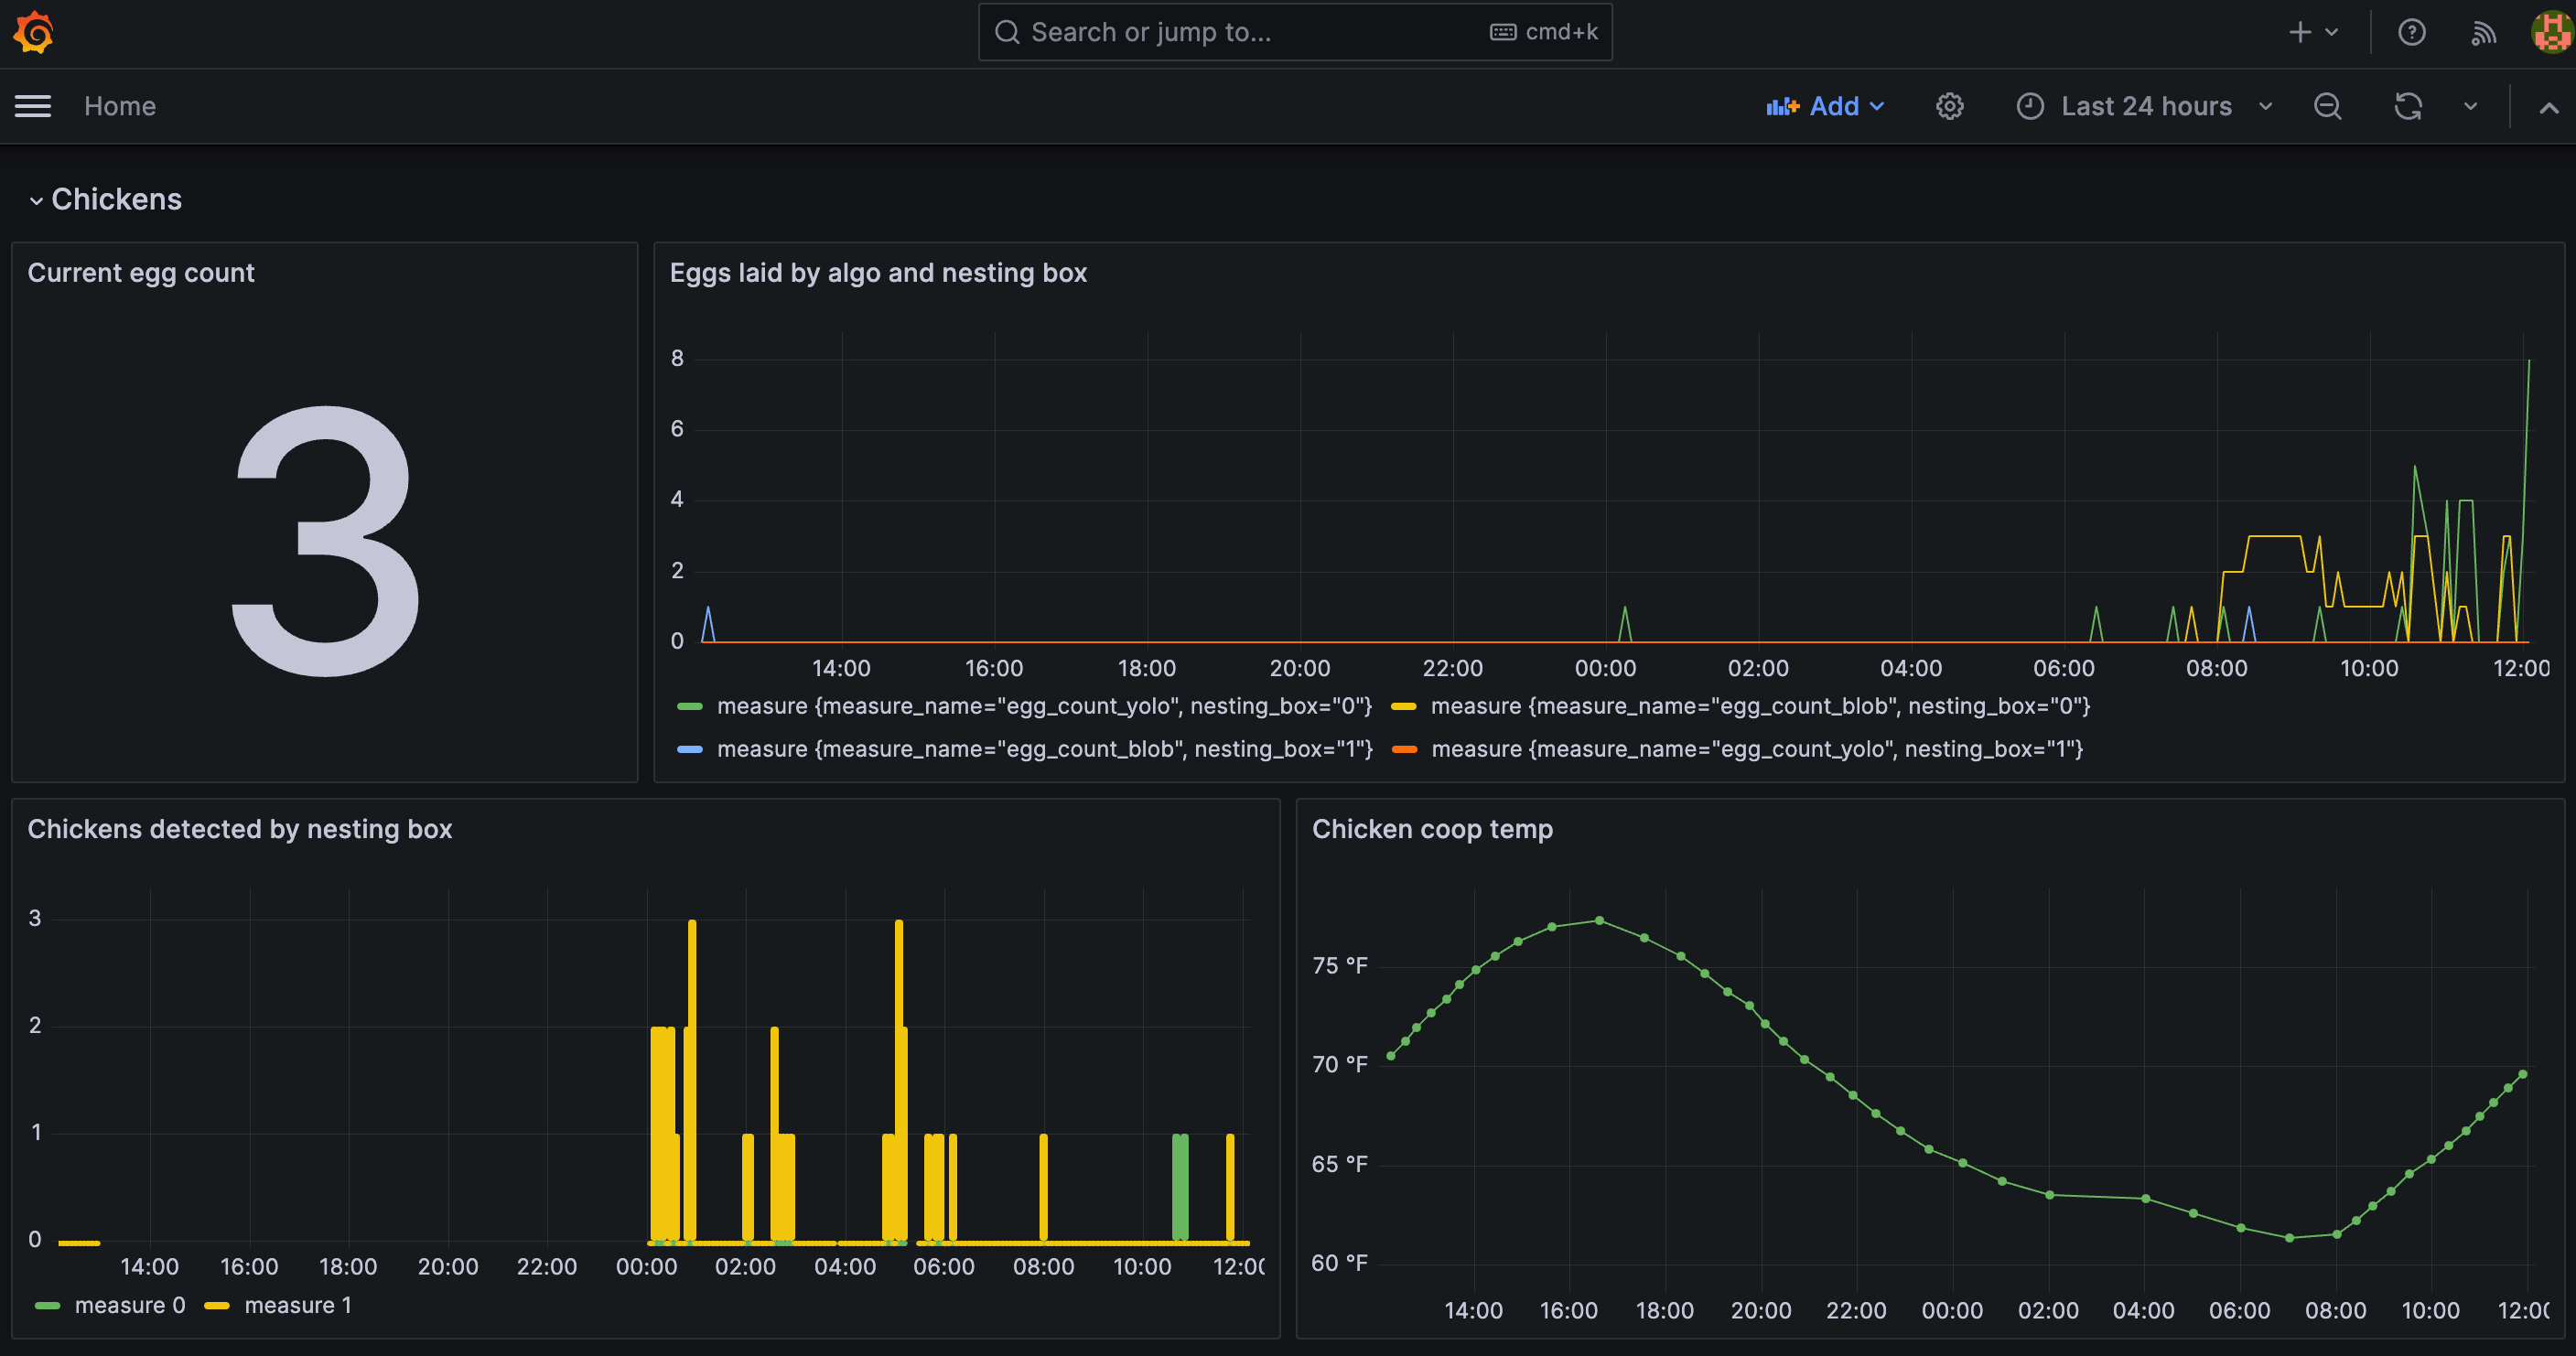 Search or jump to... cmd+k
Home Add Last 24 hours
Chickens
Current egg count
3
Eggs laid by algo and nesting box
8
6
4
2
0
14:00 16:00 18:00 20:00 22:00 00:00 02:00 04:00 06:00 08:00 10:00 12:00
measure {measure_name="egg_count_yolo", nesting_box="0"} measure {measure_name="egg_count_blob", nesting_box="0"}
measure {measure_name="egg_count_blob", nesting_box="1"} measure {measure_name="egg_count_yolo", nesting_box="1"}
Chickens detected by nesting box
3
2
1
0
14:00 16:00 18:00 20:00 22:00 00:00 02:00 04:00 06:00 08:00 10:00 12:00
measure 0 measure 1
Chicken coop temp
75 °F
70 °F
65 °F
60 °F
14:00 16:00 18:00 20:00 22:00 00:00 02:00 04:00 06:00 08:00 10:00 12:00